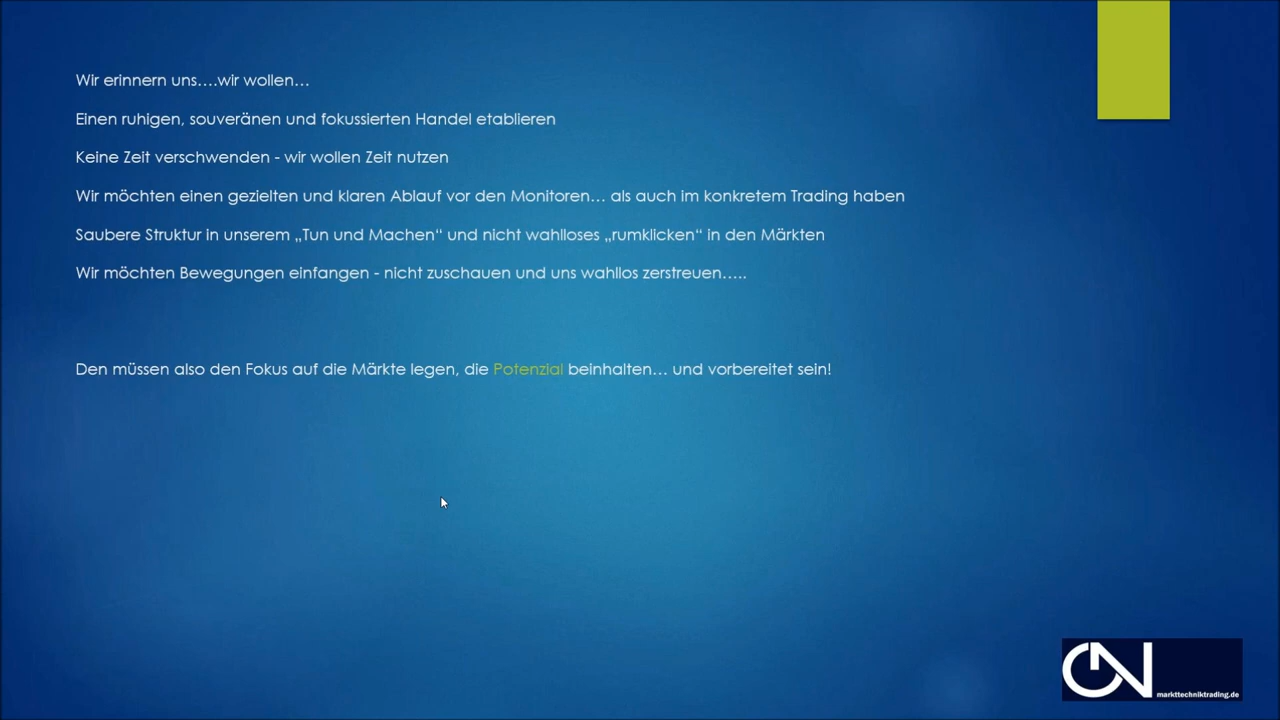 Wir erinnern uns….wir wollen…
Einen ruhigen, souveränen und fokussierten Handel etablieren
Keine Zeit verschwenden - wir wollen Zeit nutzen
Wir möchten einen gezielten und klaren Ablauf vor den Monitoren… als auch im konkretem Trading haben
Saubere Struktur in unserem „Tun und Machen“ und nicht wahlloses „rumklicken“ in den Märkten
Wir möchten Bewegungen einfangen - nicht zuschauen und uns wahllos zerstreuen…..
Den müssen also den Fokus auf die Märkte legen, die Potenzial beinhalten… und vorbereitet sein!
markttechniktrading.de